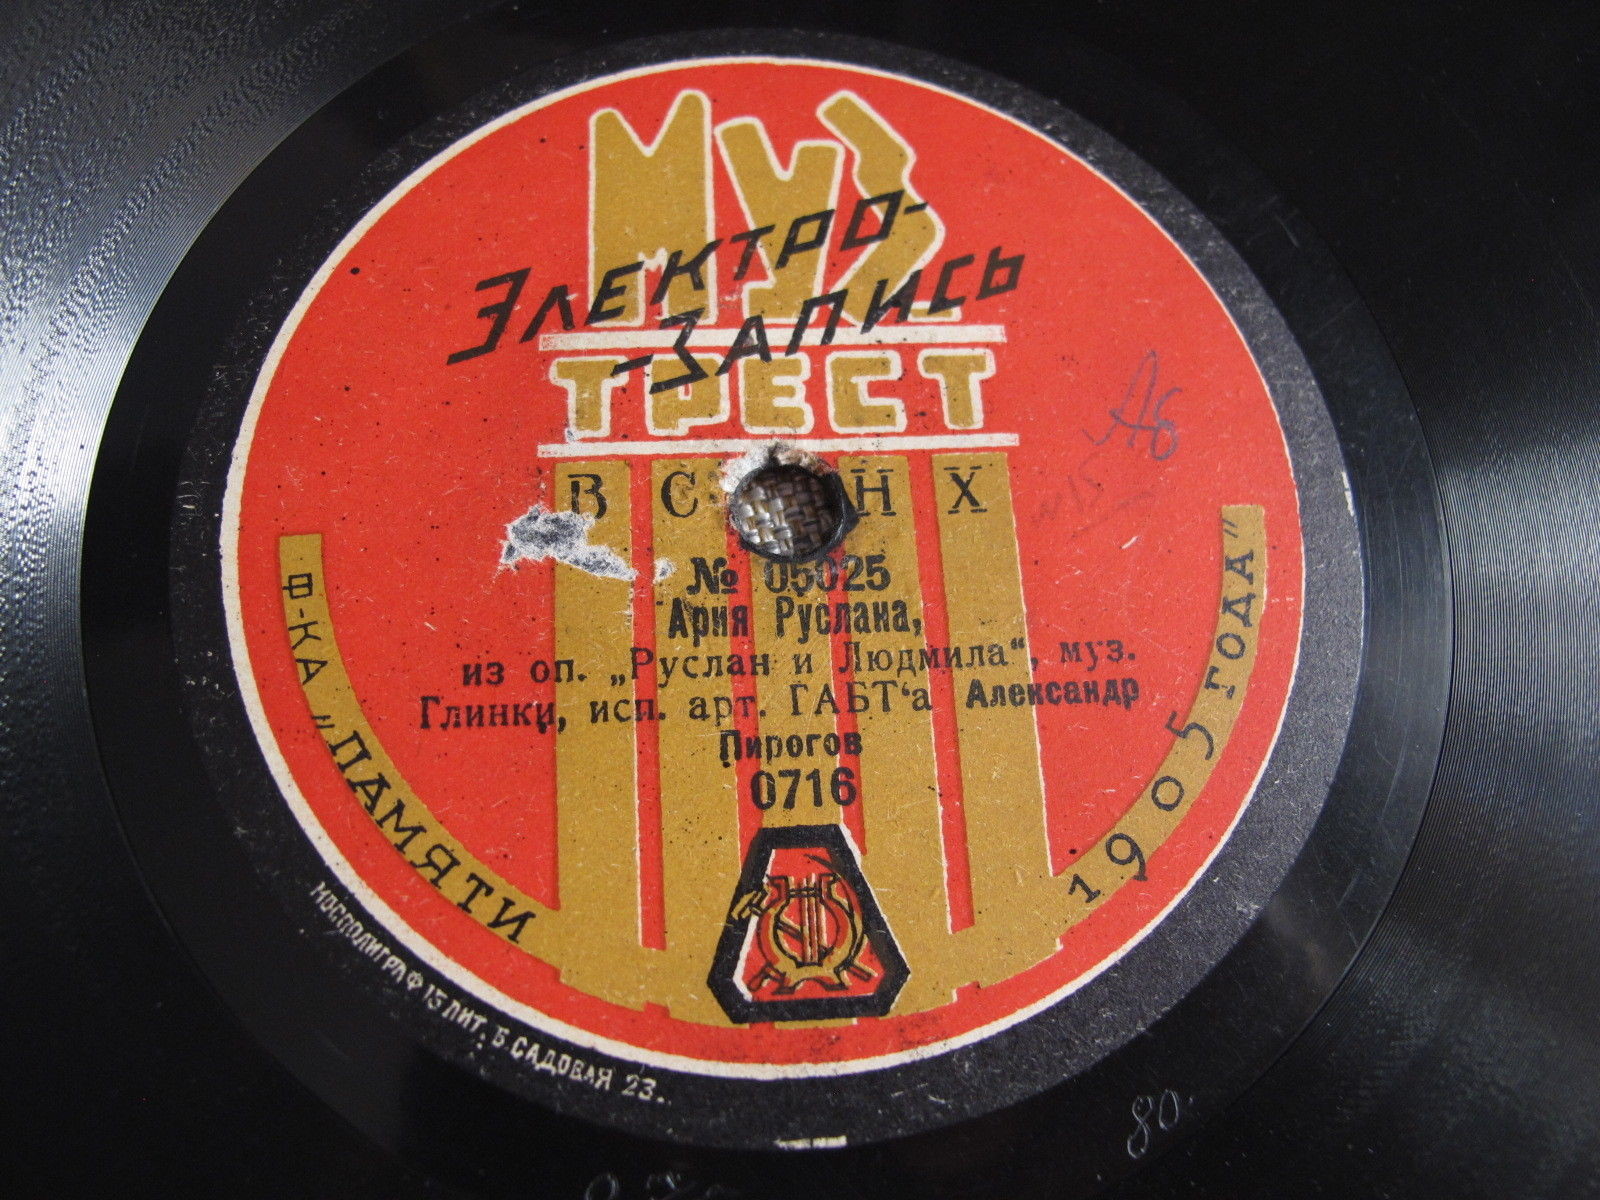 МУЗ
ЭЛЕКТРО-
-ЗАПИСЬ
ТРЕСТ
В С Н Х
№ 05025
Ария Руслана,
из оп. „Руслан и Людмила“, муз.
Глинки, исп. арт. ГАБТ‘а Александр
Пирогов
0716
Ф-КА „ПАМЯТИ 1905 ГОДА”
МОСПОЛИГРАФ 15 ЛИТ. Б. САДОВАЯ 23.
80.